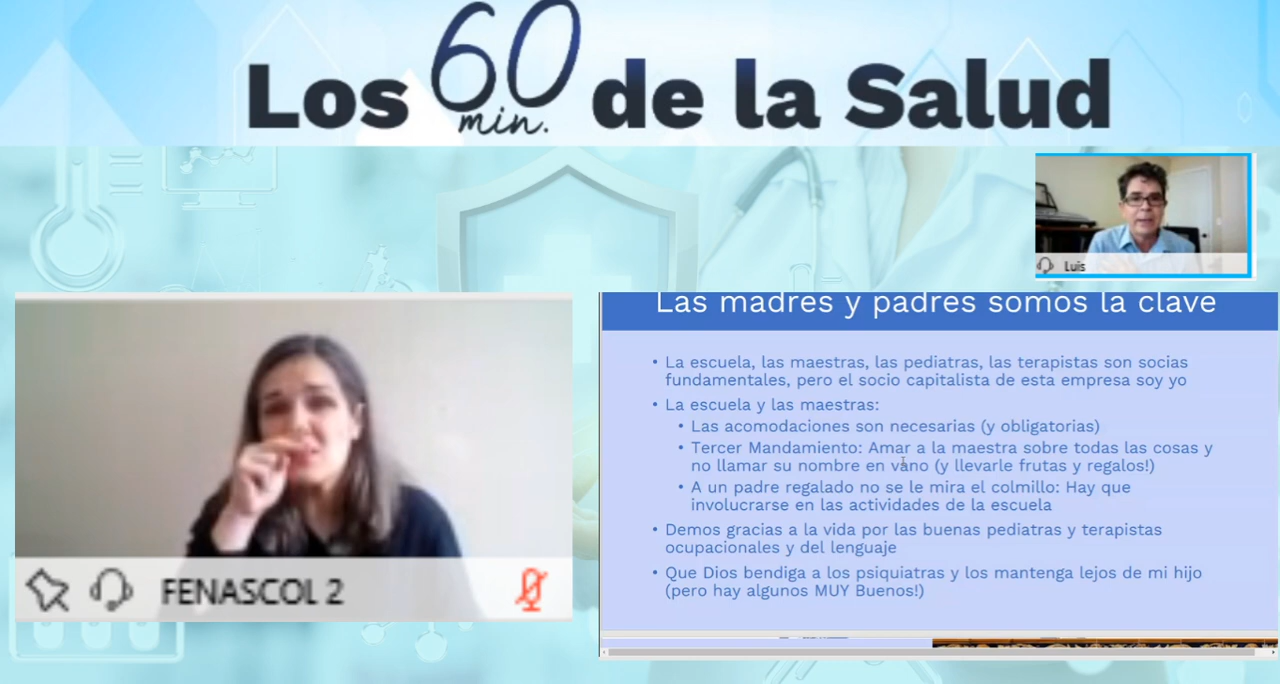 Los 60 min. de la Salud
Luis
FENASCOL 2
Las madres y padres somos la clave
• La escuela, las maestras, las pediatras, las terapistas son socias
fundamentales, pero el socio capitalista de esta empresa soy yo
• La escuela y las maestras:
• Las acomodaciones son necesarias (y obligatorias)
• Tercer Mandamiento: Amar a la maestra sobre todas las cosas y
no llamar su nombre en vano (y llevarle frutas y regalos!)
• A un padre regalado no se le mira el colmillo: Hay que
involucrarse en las actividades de la escuela
• Demos gracias a la vida por las buenas pediatras y terapistas
ocupacionales y del lenguaje
• Que Dios bendiga a los psiquiatras y los mantenga lejos de mi hijo
(pero hay algunos MUY Buenos!)